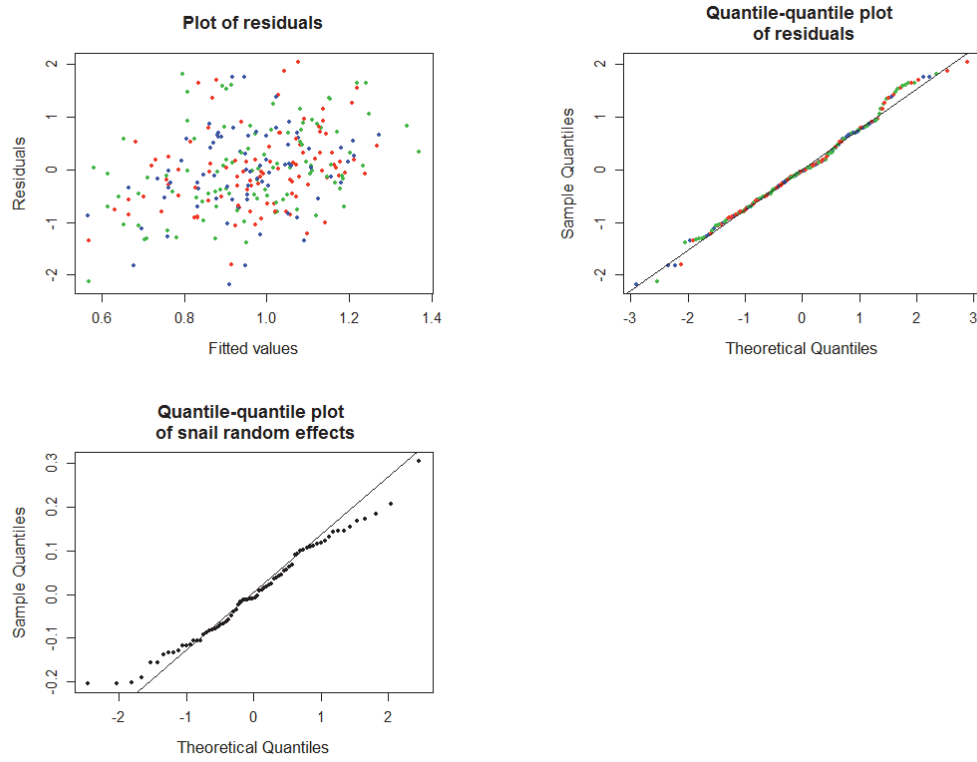 Plot of residuals
2
1
0
-1
-2
Residuals
0.6 0.8 1.0 1.2 1.4
Fitted values
Quantile-quantile plot
of residuals
2
1
0
-1
-2
Sample Quantiles
-3 -2 -1 0 1 2 3
Theoretical Quantiles
Quantile-quantile plot
of snail random effects
0.3
0.2
0.1
0.0
-0.1
-0.2
Sample Quantiles
-2 -1 0 1 2
Theoretical Quantiles